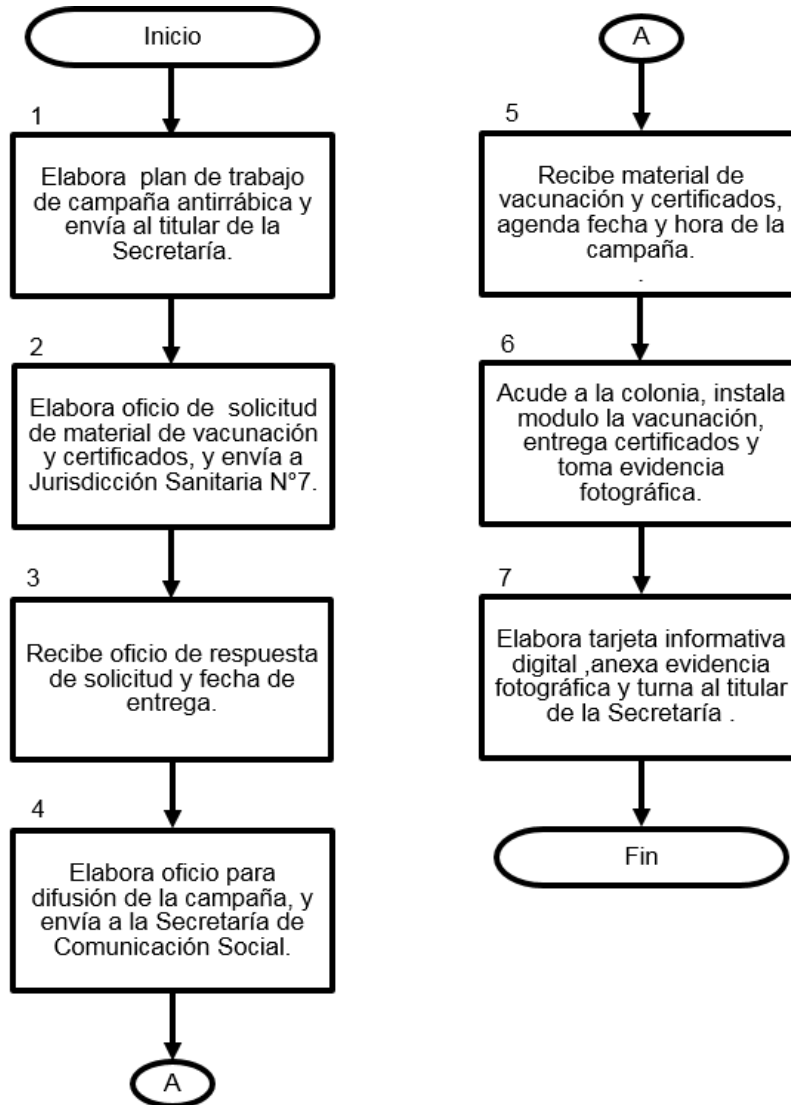 Inicio
1
Elabora plan de trabajo
de campaña antirrábica y
envía al titular de la
Secretaría.
2
Elabora oficio de solicitud
de material de vacunación
y certificados, y envía a
Jurisdicción Sanitaria N°7.
3
Recibe oficio de respuesta
de solicitud y fecha de
entrega.
4
Elabora oficio para
difusión de la campaña, y
envía a la Secretaría de
Comunicación Social.
A
A
5
Recibe material de
vacunación y certificados,
agenda fecha y hora de la
campaña.
.
6
Acude a la colonia, instala
modulo la vacunación,
entrega certificados y
toma evidencia
fotográfica.
7
Elabora tarjeta informativa
digital ,anexa evidencia
fotográfica y turna al titular
de la Secretaría .
Fin